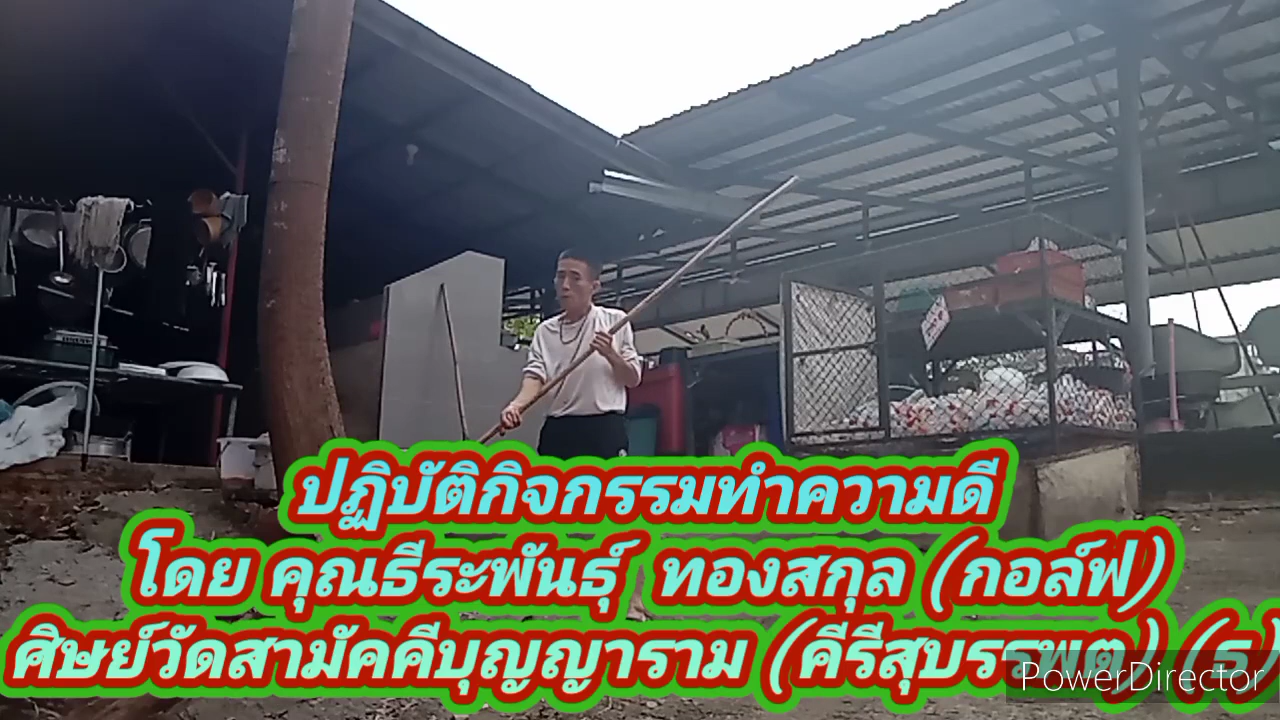 ปฏิบัติกิจกรรมทำความดี
โดย คุณธีระพันธุ์ ทองสกุล (กอล์ฟ)
ศิษย์วัดสามัคคีบุญญาราม (คีรีสุบรรพต) (ธ)
PowerDirector